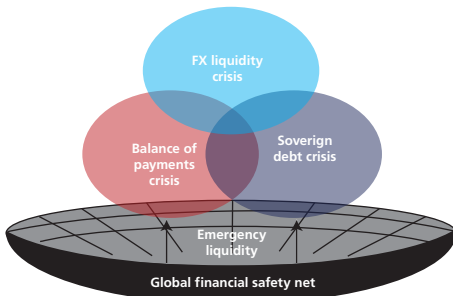 FX liquidity
crisis
Balance of
payments
crisis
Soverign
debt crisis
Emergency
liquidity
Global financial safety net